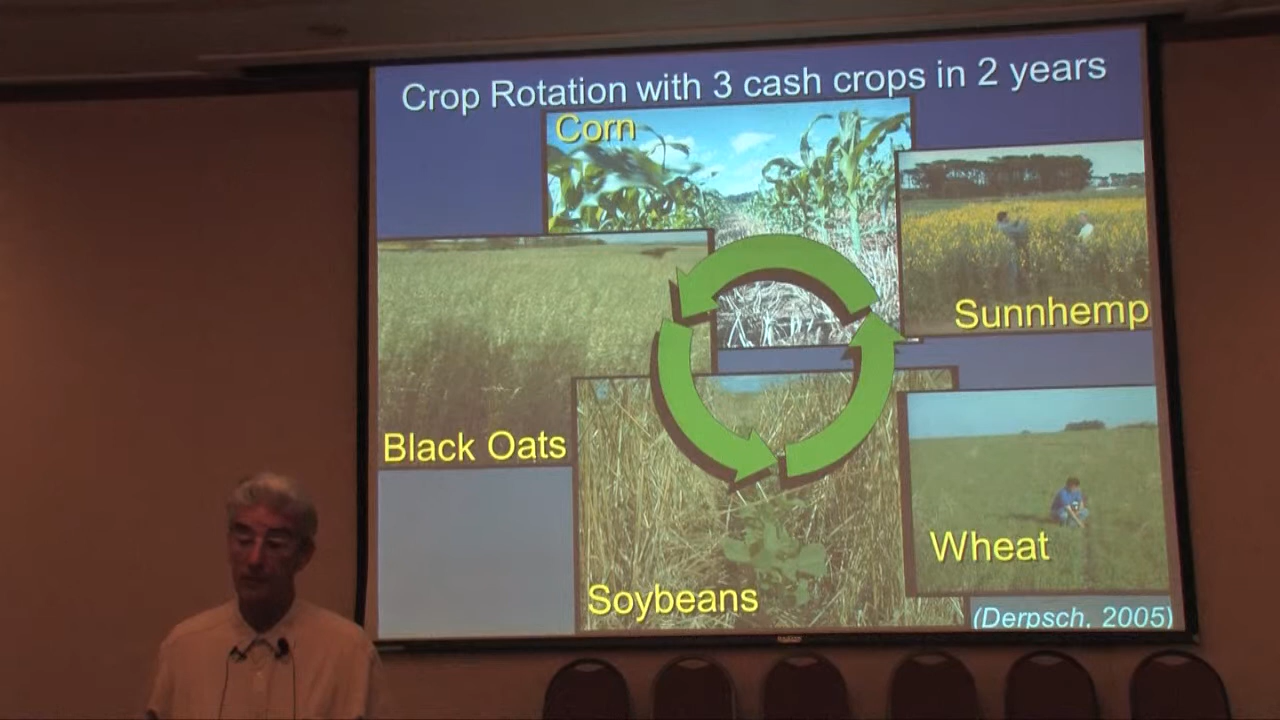 Crop Rotation with 3 cash crops in 2 years
Corn
Sunnhemp
Black Oats
Wheat
Soybeans
(Derpsch, 2005)